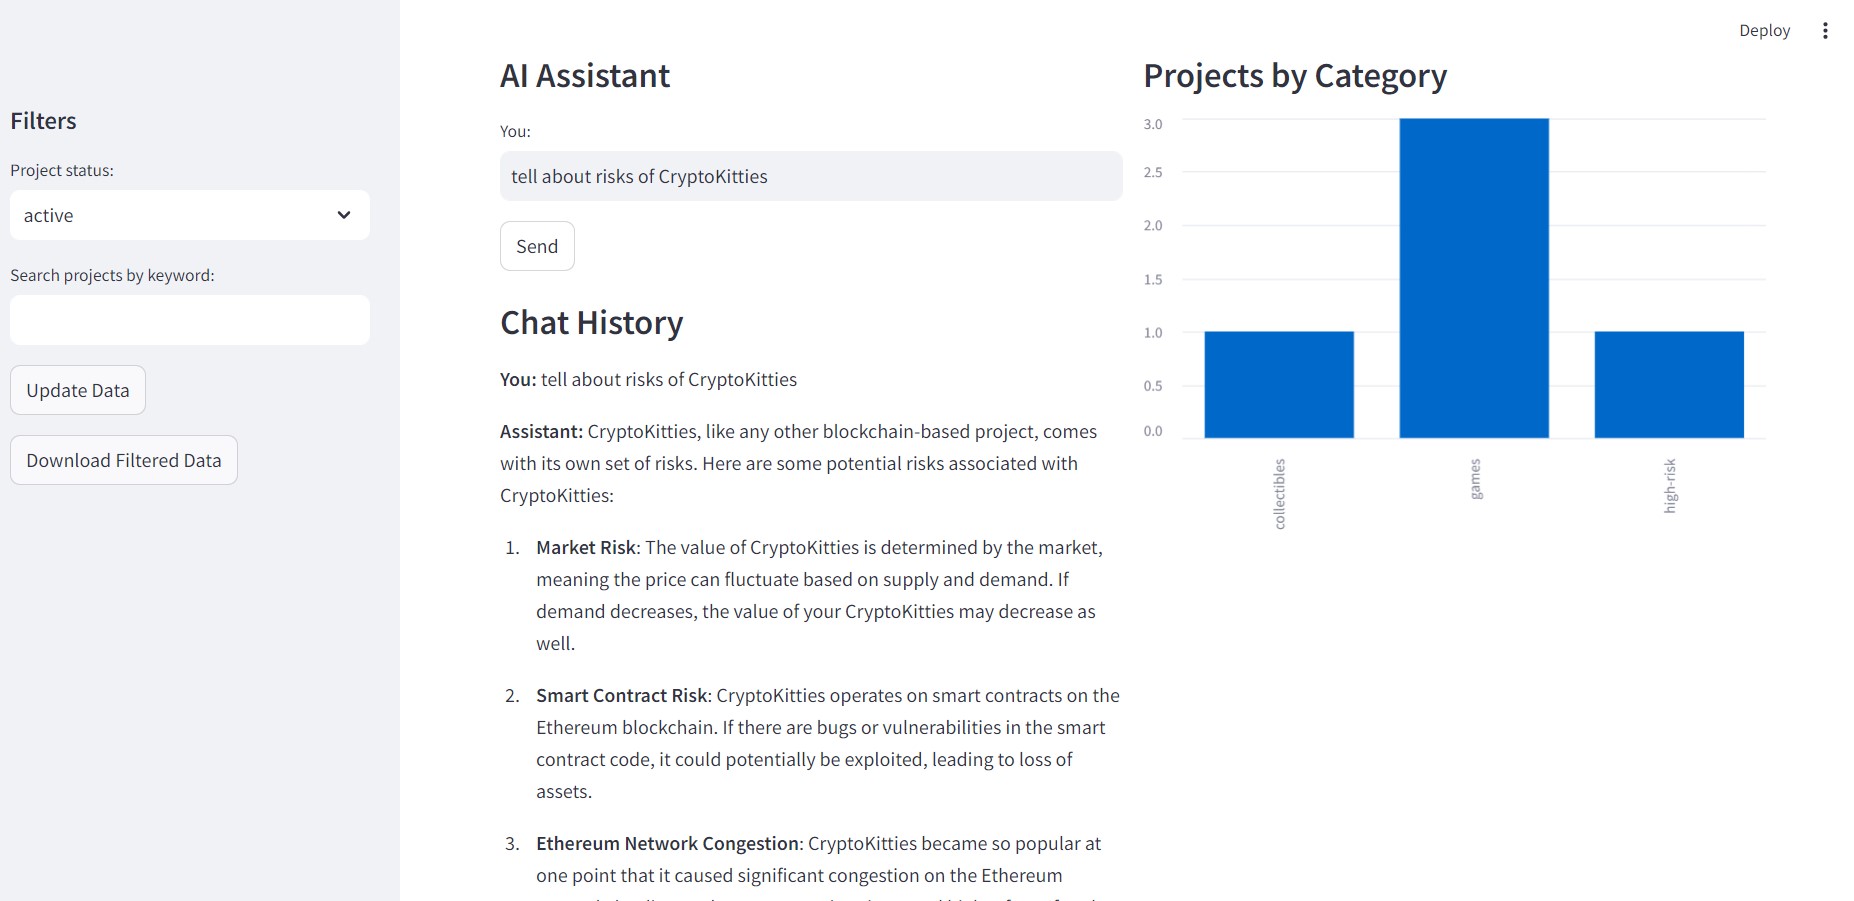 Deploy
Filters
Project status:
active
Search projects by keyword:
Update Data
Download Filtered Data
AI Assistant
You:
tell about risks of CryptoKitties
Send
Chat History
You: tell about risks of CryptoKitties
Assistant: CryptoKitties, like any other blockchain-based project, comes
with its own set of risks. Here are some potential risks associated with
CryptoKitties:
1. Market Risk: The value of CryptoKitties is determined by the market,
meaning the price can fluctuate based on supply and demand. If
demand decreases, the value of your CryptoKitties may decrease as
well.
2. Smart Contract Risk: CryptoKitties operates on smart contracts on the
Ethereum blockchain. If there are bugs or vulnerabilities in the smart
contract code, it could potentially be exploited, leading to loss of
assets.
3. Ethereum Network Congestion: CryptoKitties became so popular at
one point that it caused significant congestion on the Ethereum
Projects by Category
3.0
2.5
2.0
1.5
1.0
0.5
0.0
collectibles
games
high-risk